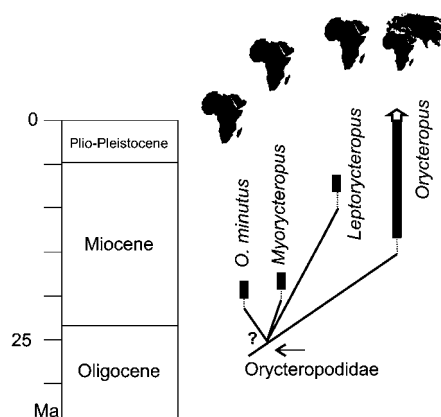 0
Plio-Pleistocene
Miocene
25
Oligocene
Ma
O. minutus
Myorycteropus
Leptorycteropus
Orycteropus
?
Orycteropodidae